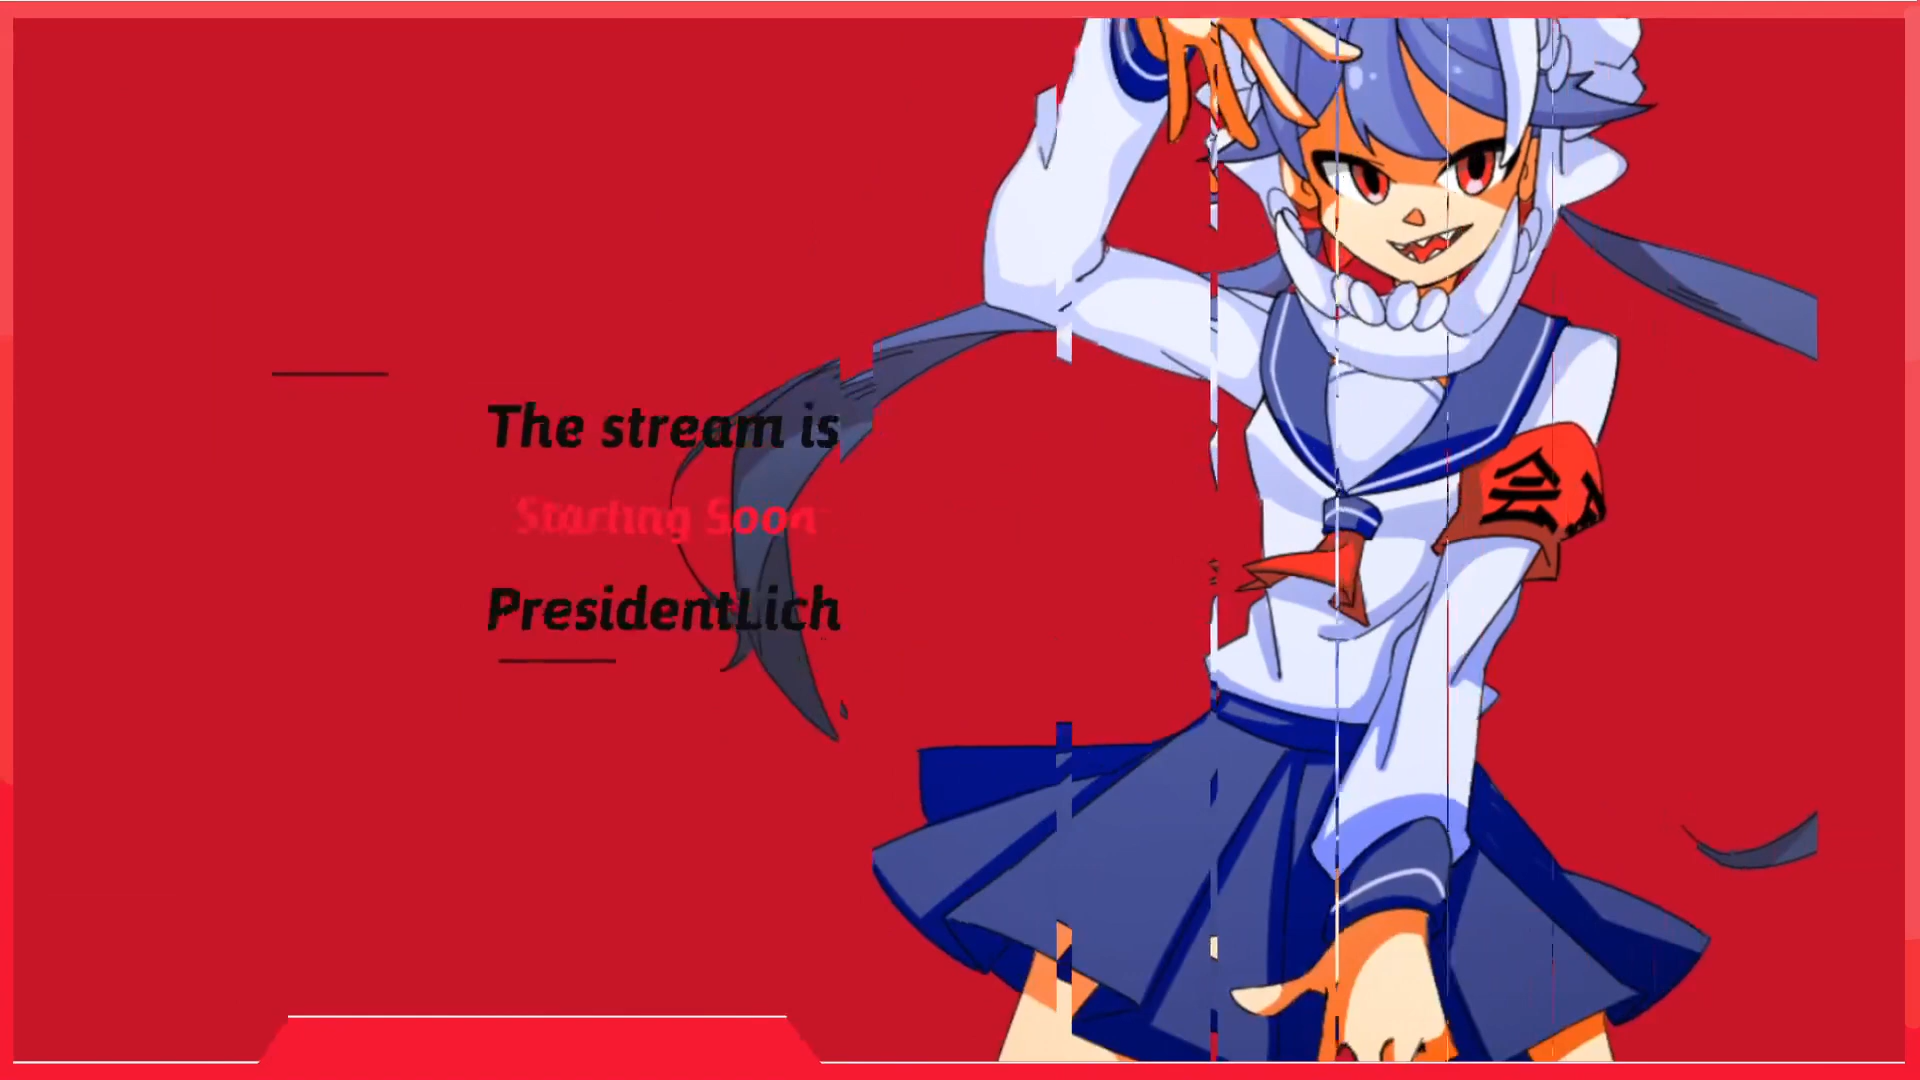 The stream is
Starting Soon
PresidentLich